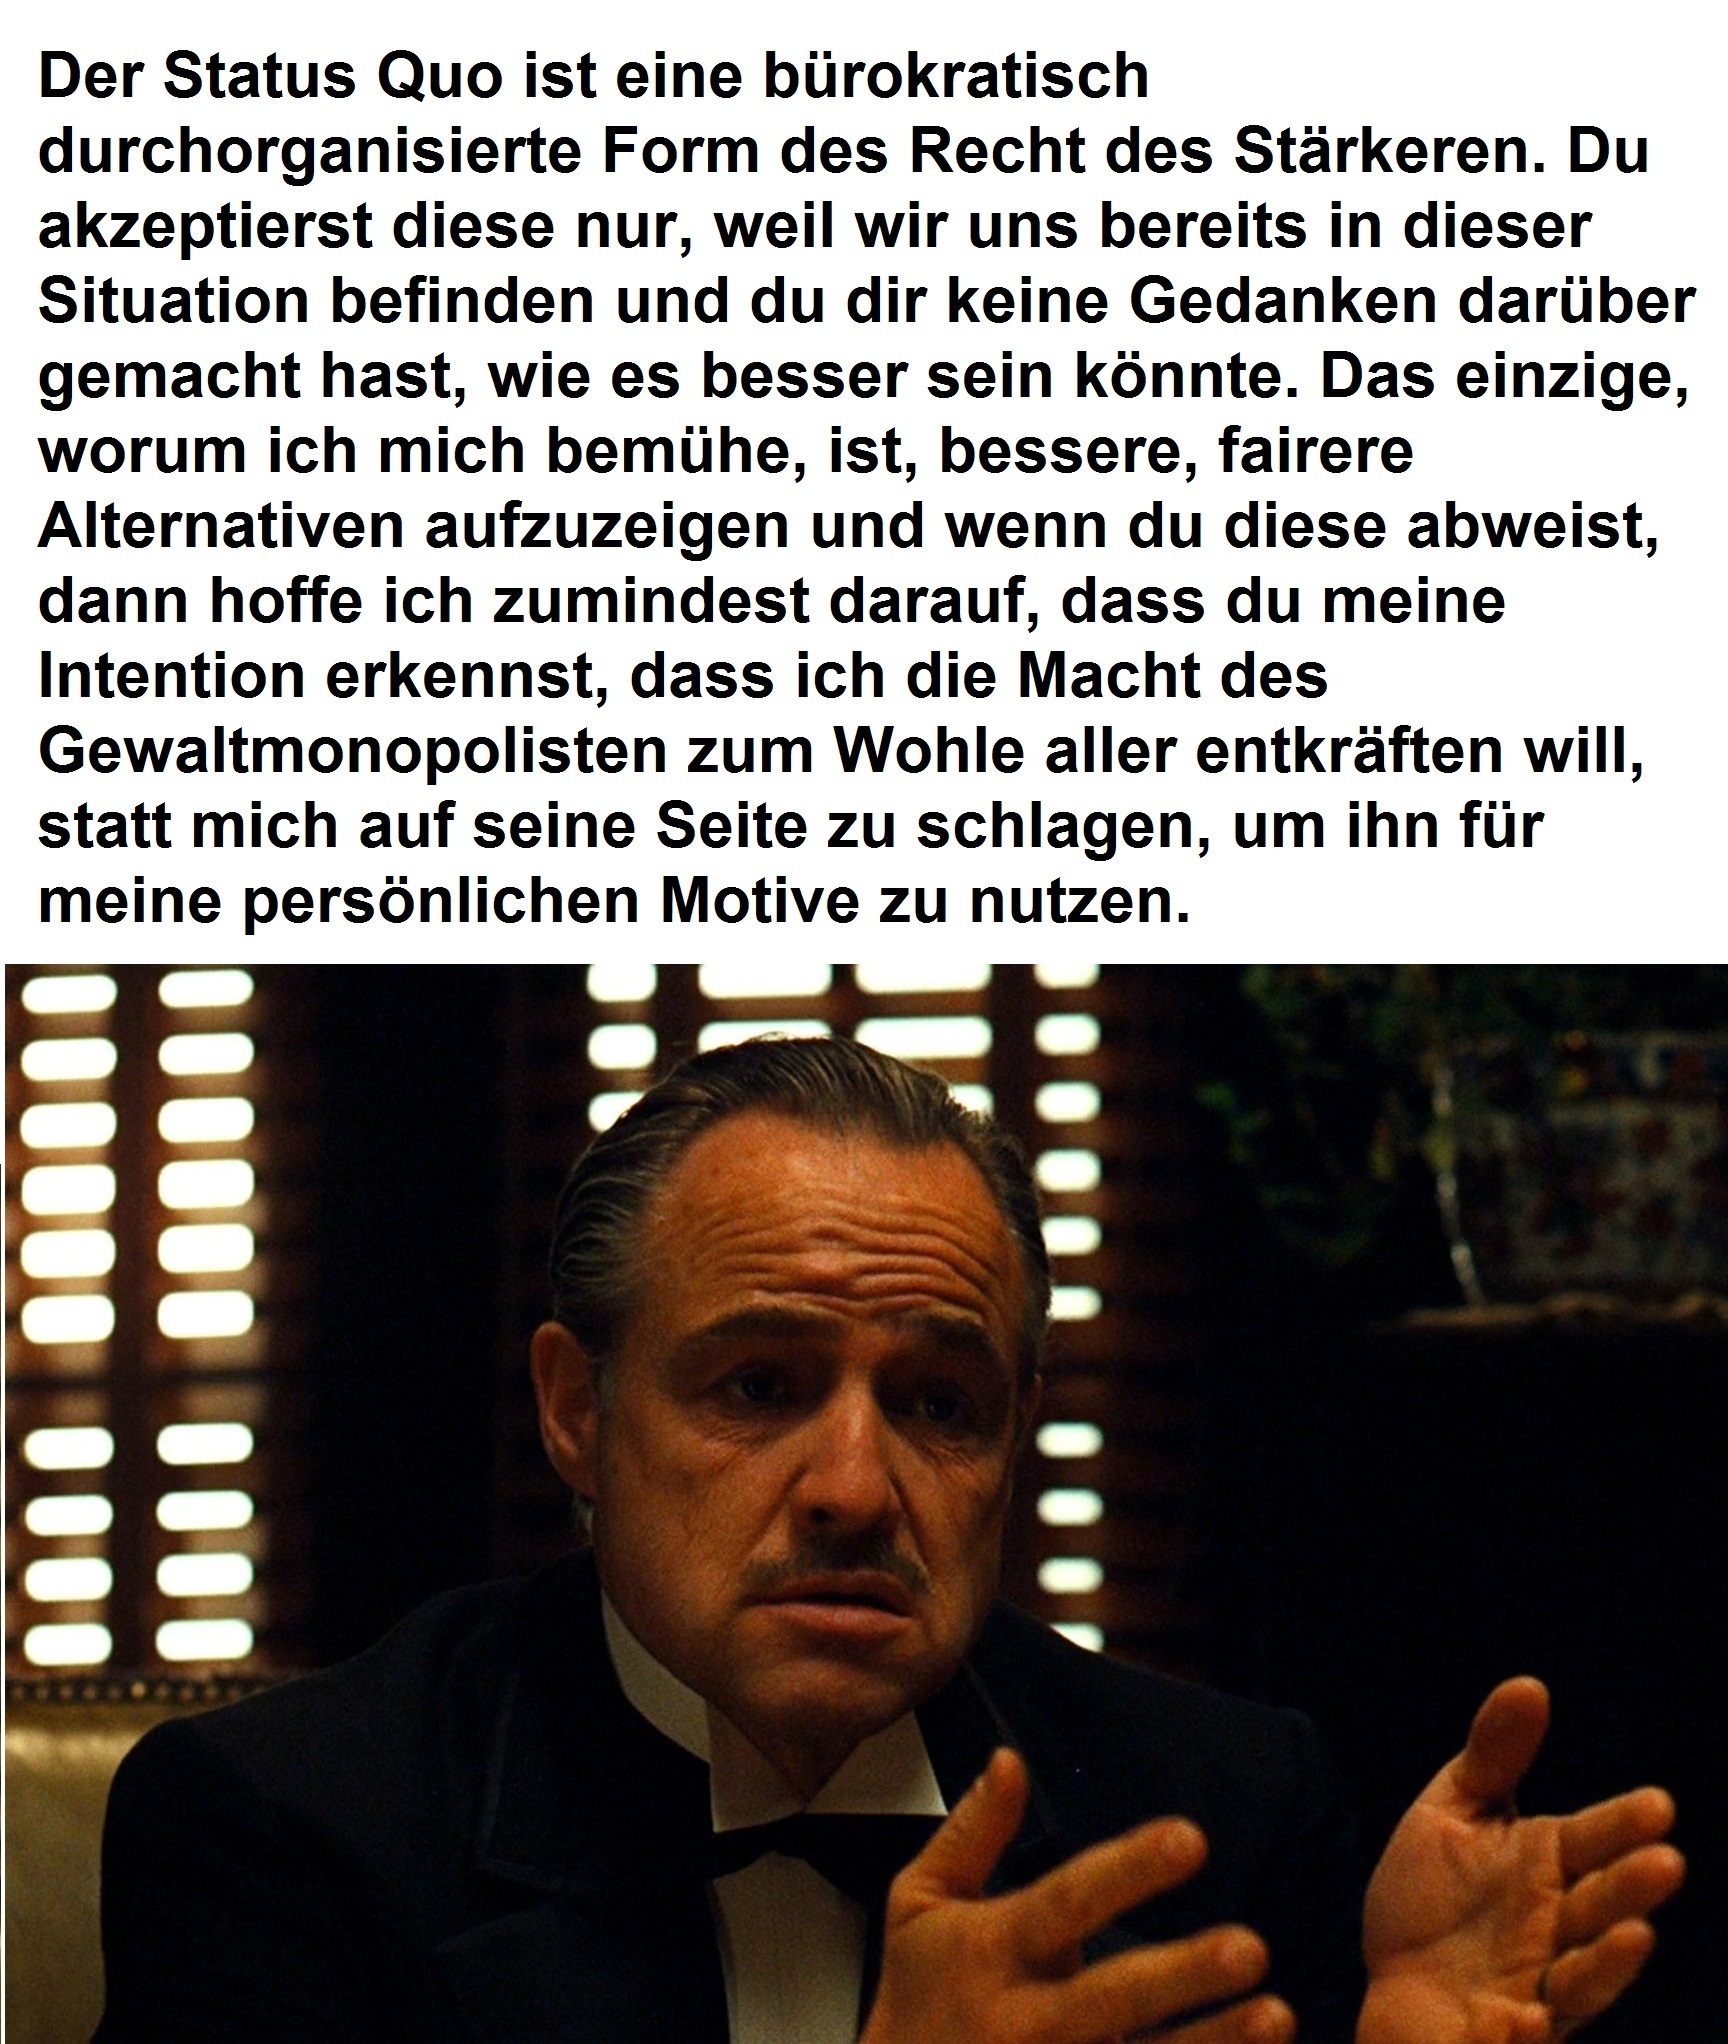 Der Status Quo ist eine bürokratisch
durchorganisierte Form des Recht des Stärkeren. Du
akzeptierst diese nur, weil wir uns bereits in dieser
Situation befinden und du dir keine Gedanken darüber
gemacht hast, wie es besser sein könnte. Das einzige,
worum ich mich bemühe, ist, bessere, fairere
Alternativen aufzuzeigen und wenn du diese abweist,
dann hoffe ich zumindest darauf, dass du meine
Intention erkennst, dass ich die Macht des
Gewaltmonopolisten zum Wohle aller entkräften will,
statt mich auf seine Seite zu schlagen, um ihn für
meine persönlichen Motive zu nutzen.